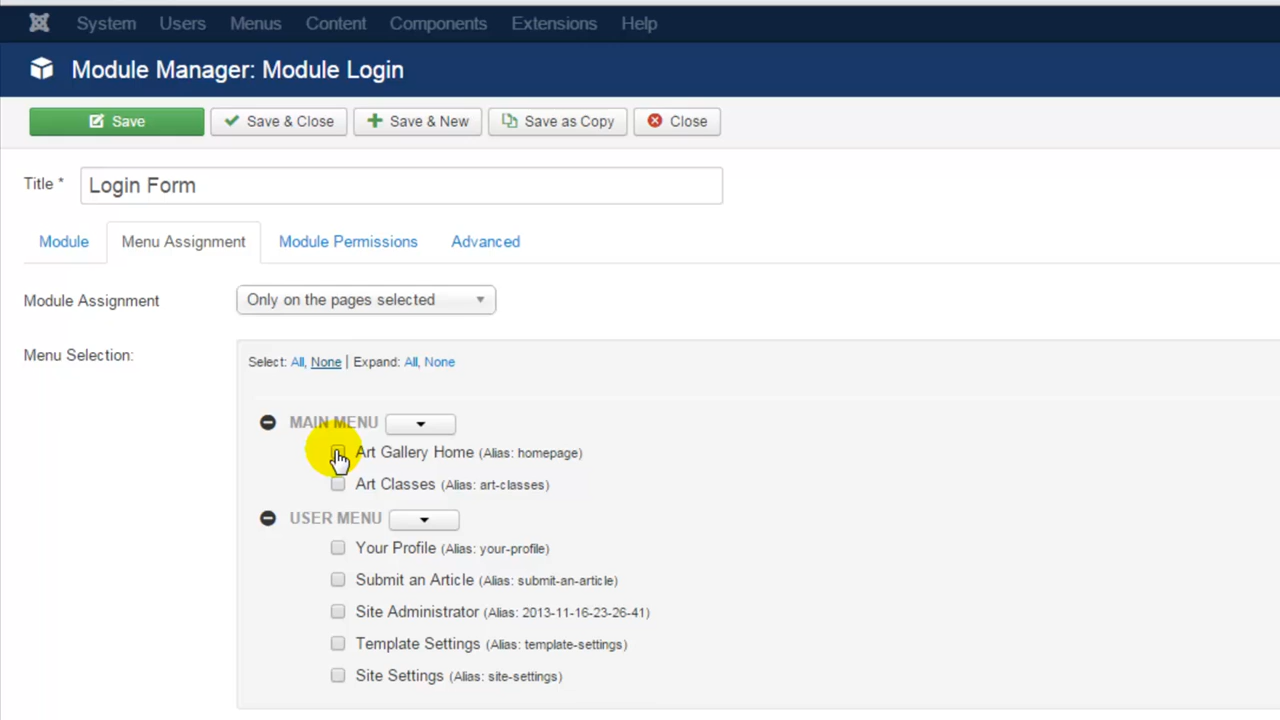 System Users Menus Content Components Extensions Help
Module Manager: Module Login
Save Save & Close Save & New Save as Copy Close
Title * Login Form
Module Menu Assignment Module Permissions Advanced
Module Assignment Only on the pages selected
Menu Selection:
Select: All, None | Expand: All, None
MAIN MENU
Art Gallery Home (Alias: homepage)
Art Classes (Alias: art-classes)
USER MENU
Your Profile (Alias: your-profile)
Submit an Article (Alias: submit-an-article)
Site Administrator (Alias: 2013-11-16-23-26-41)
Template Settings (Alias: template-settings)
Site Settings (Alias: site-settings)